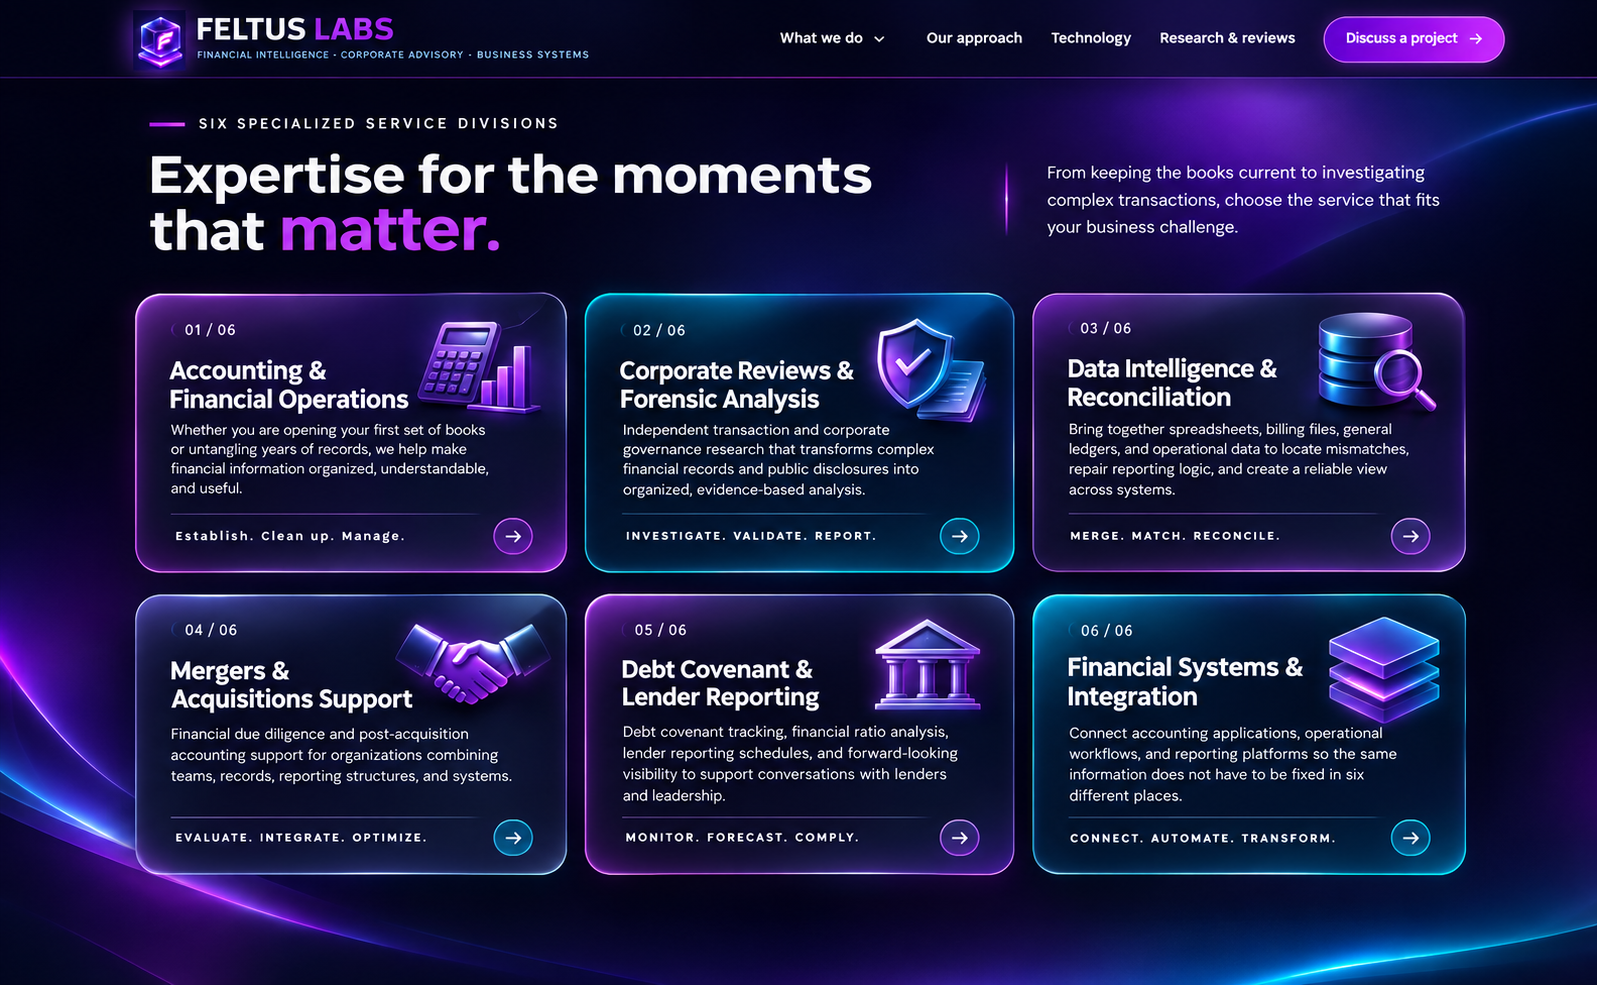 FELTUS LABS
FINANCIAL INTELLIGENCE • CORPORATE ADVISORY • BUSINESS SYSTEMS
What we do
Our approach
Technology
Research & reviews
Discuss a project
SIX SPECIALIZED SERVICE DIVISIONS
Expertise for the moments
that matter.
From keeping the books current to investigating
complex transactions, choose the service that fits
your business challenge.
01 / 06
Accounting &
Financial Operations
Whether you are opening your first set of books
or untangling years of records, we help make
financial information organized, understandable,
and useful.
Establish. Clean up. Manage.
02 / 06
Corporate Reviews &
Forensic Analysis
Independent transaction and corporate
governance research that transforms complex
financial records and public disclosures into
organized, evidence-based analysis.
INVESTIGATE. VALIDATE. REPORT.
03 / 06
Data Intelligence &
Reconciliation
Bring together spreadsheets, billing files, general
ledgers, and operational data to locate mismatches,
repair reporting logic, and create a reliable view
across systems.
MERGE. MATCH. RECONCILE.
04 / 06
Mergers &
Acquisitions Support
Financial due diligence and post-acquisition
accounting support for organizations combining
teams, records, reporting structures, and systems.
EVALUATE. INTEGRATE. OPTIMIZE.
05 / 06
Debt Covenant &
Lender Reporting
Debt covenant tracking, financial ratio analysis,
lender reporting schedules, and forward-looking
visibility to support conversations with lenders
and leadership.
MONITOR. FORECAST. COMPLY.
06 / 06
Financial Systems &
Integration
Connect accounting applications, operational
workflows, and reporting platforms so the same
information does not have to be fixed in six
different places.
CONNECT. AUTOMATE. TRANSFORM.